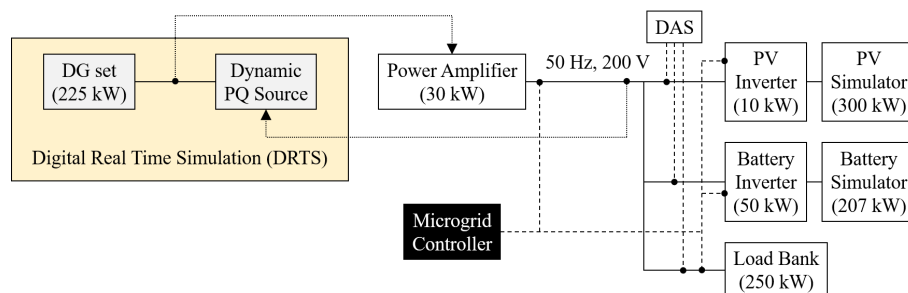 DAS
DG set
(225 kW)
Dynamic
PQ Source
Digital Real Time Simulation (DRTS)
Power Amplifier
(30 kW)
50 Hz, 200 V
PV
Inverter
(10 kW)
PV
Simulator
(300 kW)
Battery
Inverter
(50 kW)
Battery
Simulator
(207 kW)
Microgrid
Controller
Load Bank
(250 kW)